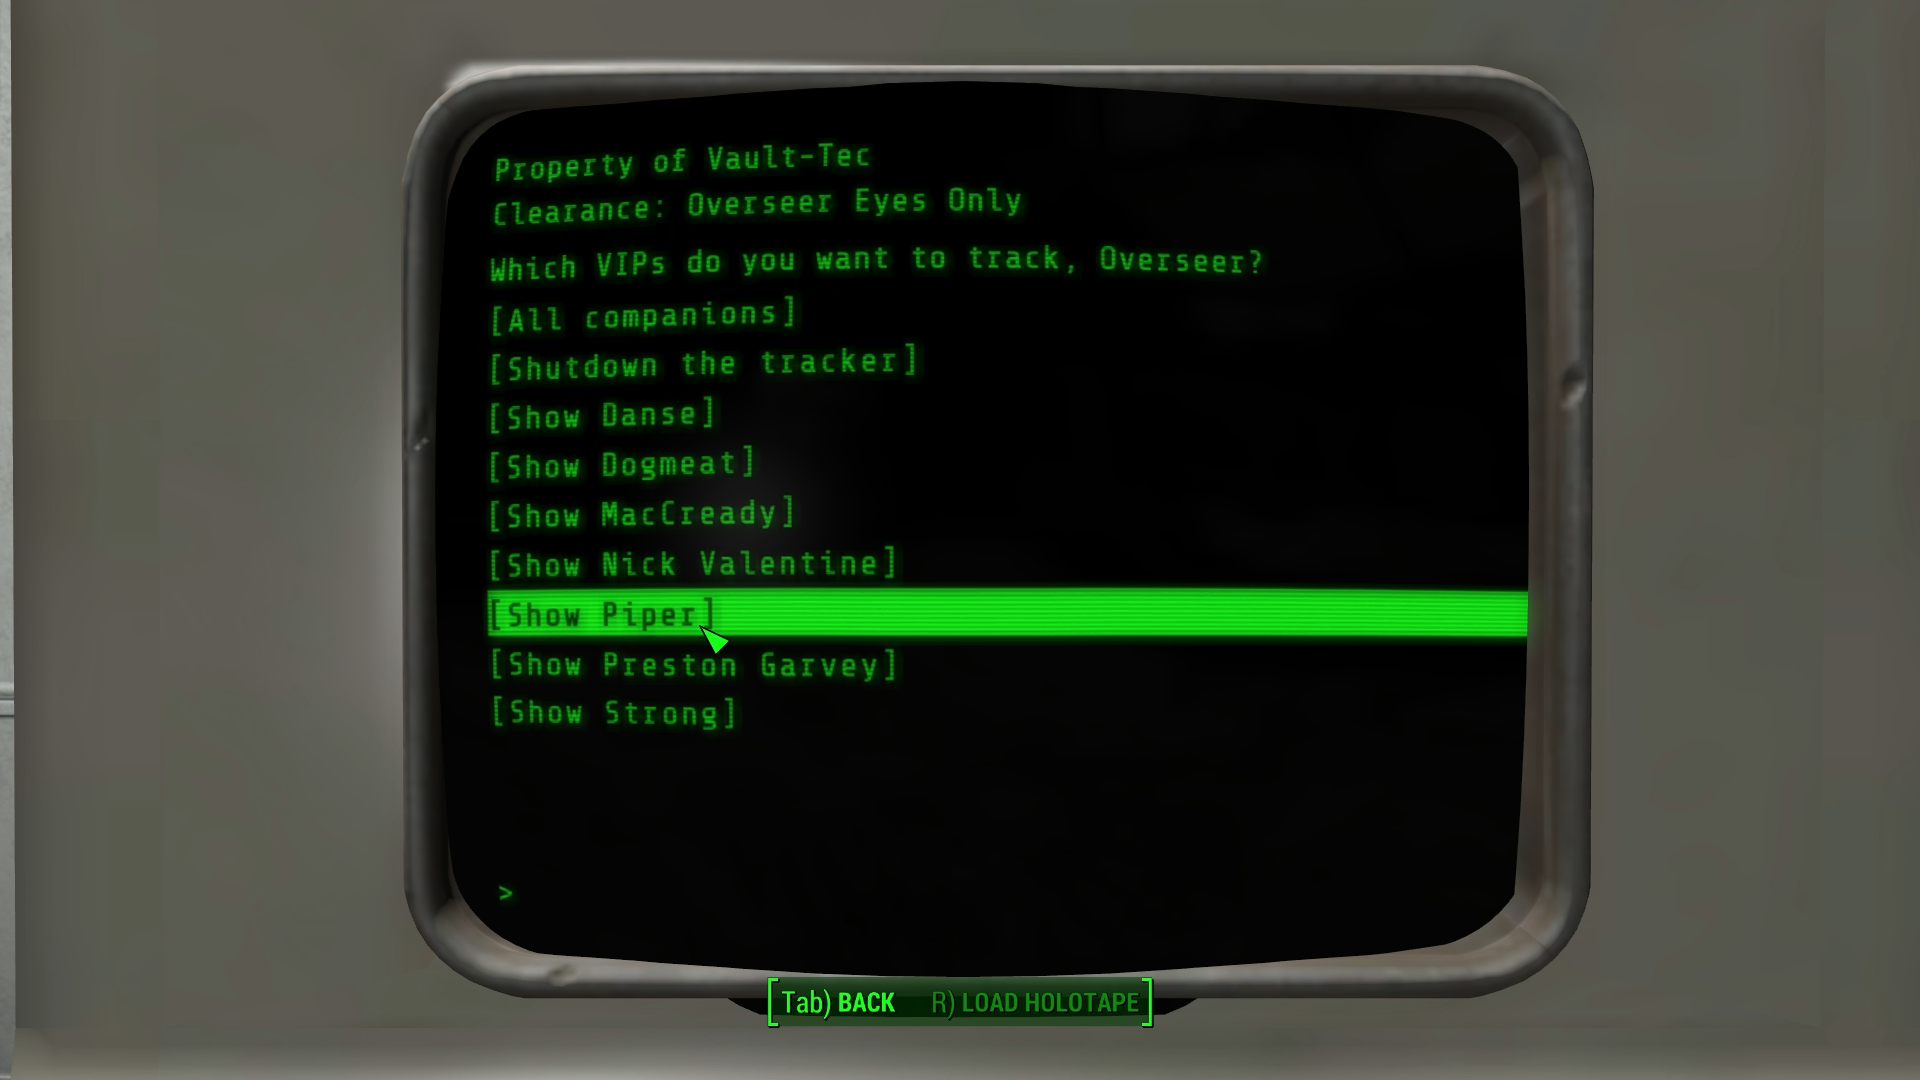 Property of Vault-Tec
Clearance: Overseer Eyes Only
Which VIPs do you want to track, Overseer?
[All companions]
[Shutdown the tracker]
[Show Danse]
[Show Dogmeat]
[Show MacCready]
[Show Nick Valentine]
[Show Piper]
[Show Preston Garvey]
[Show Strong]
>
Tab) BACK R) LOAD HOLOTAPE